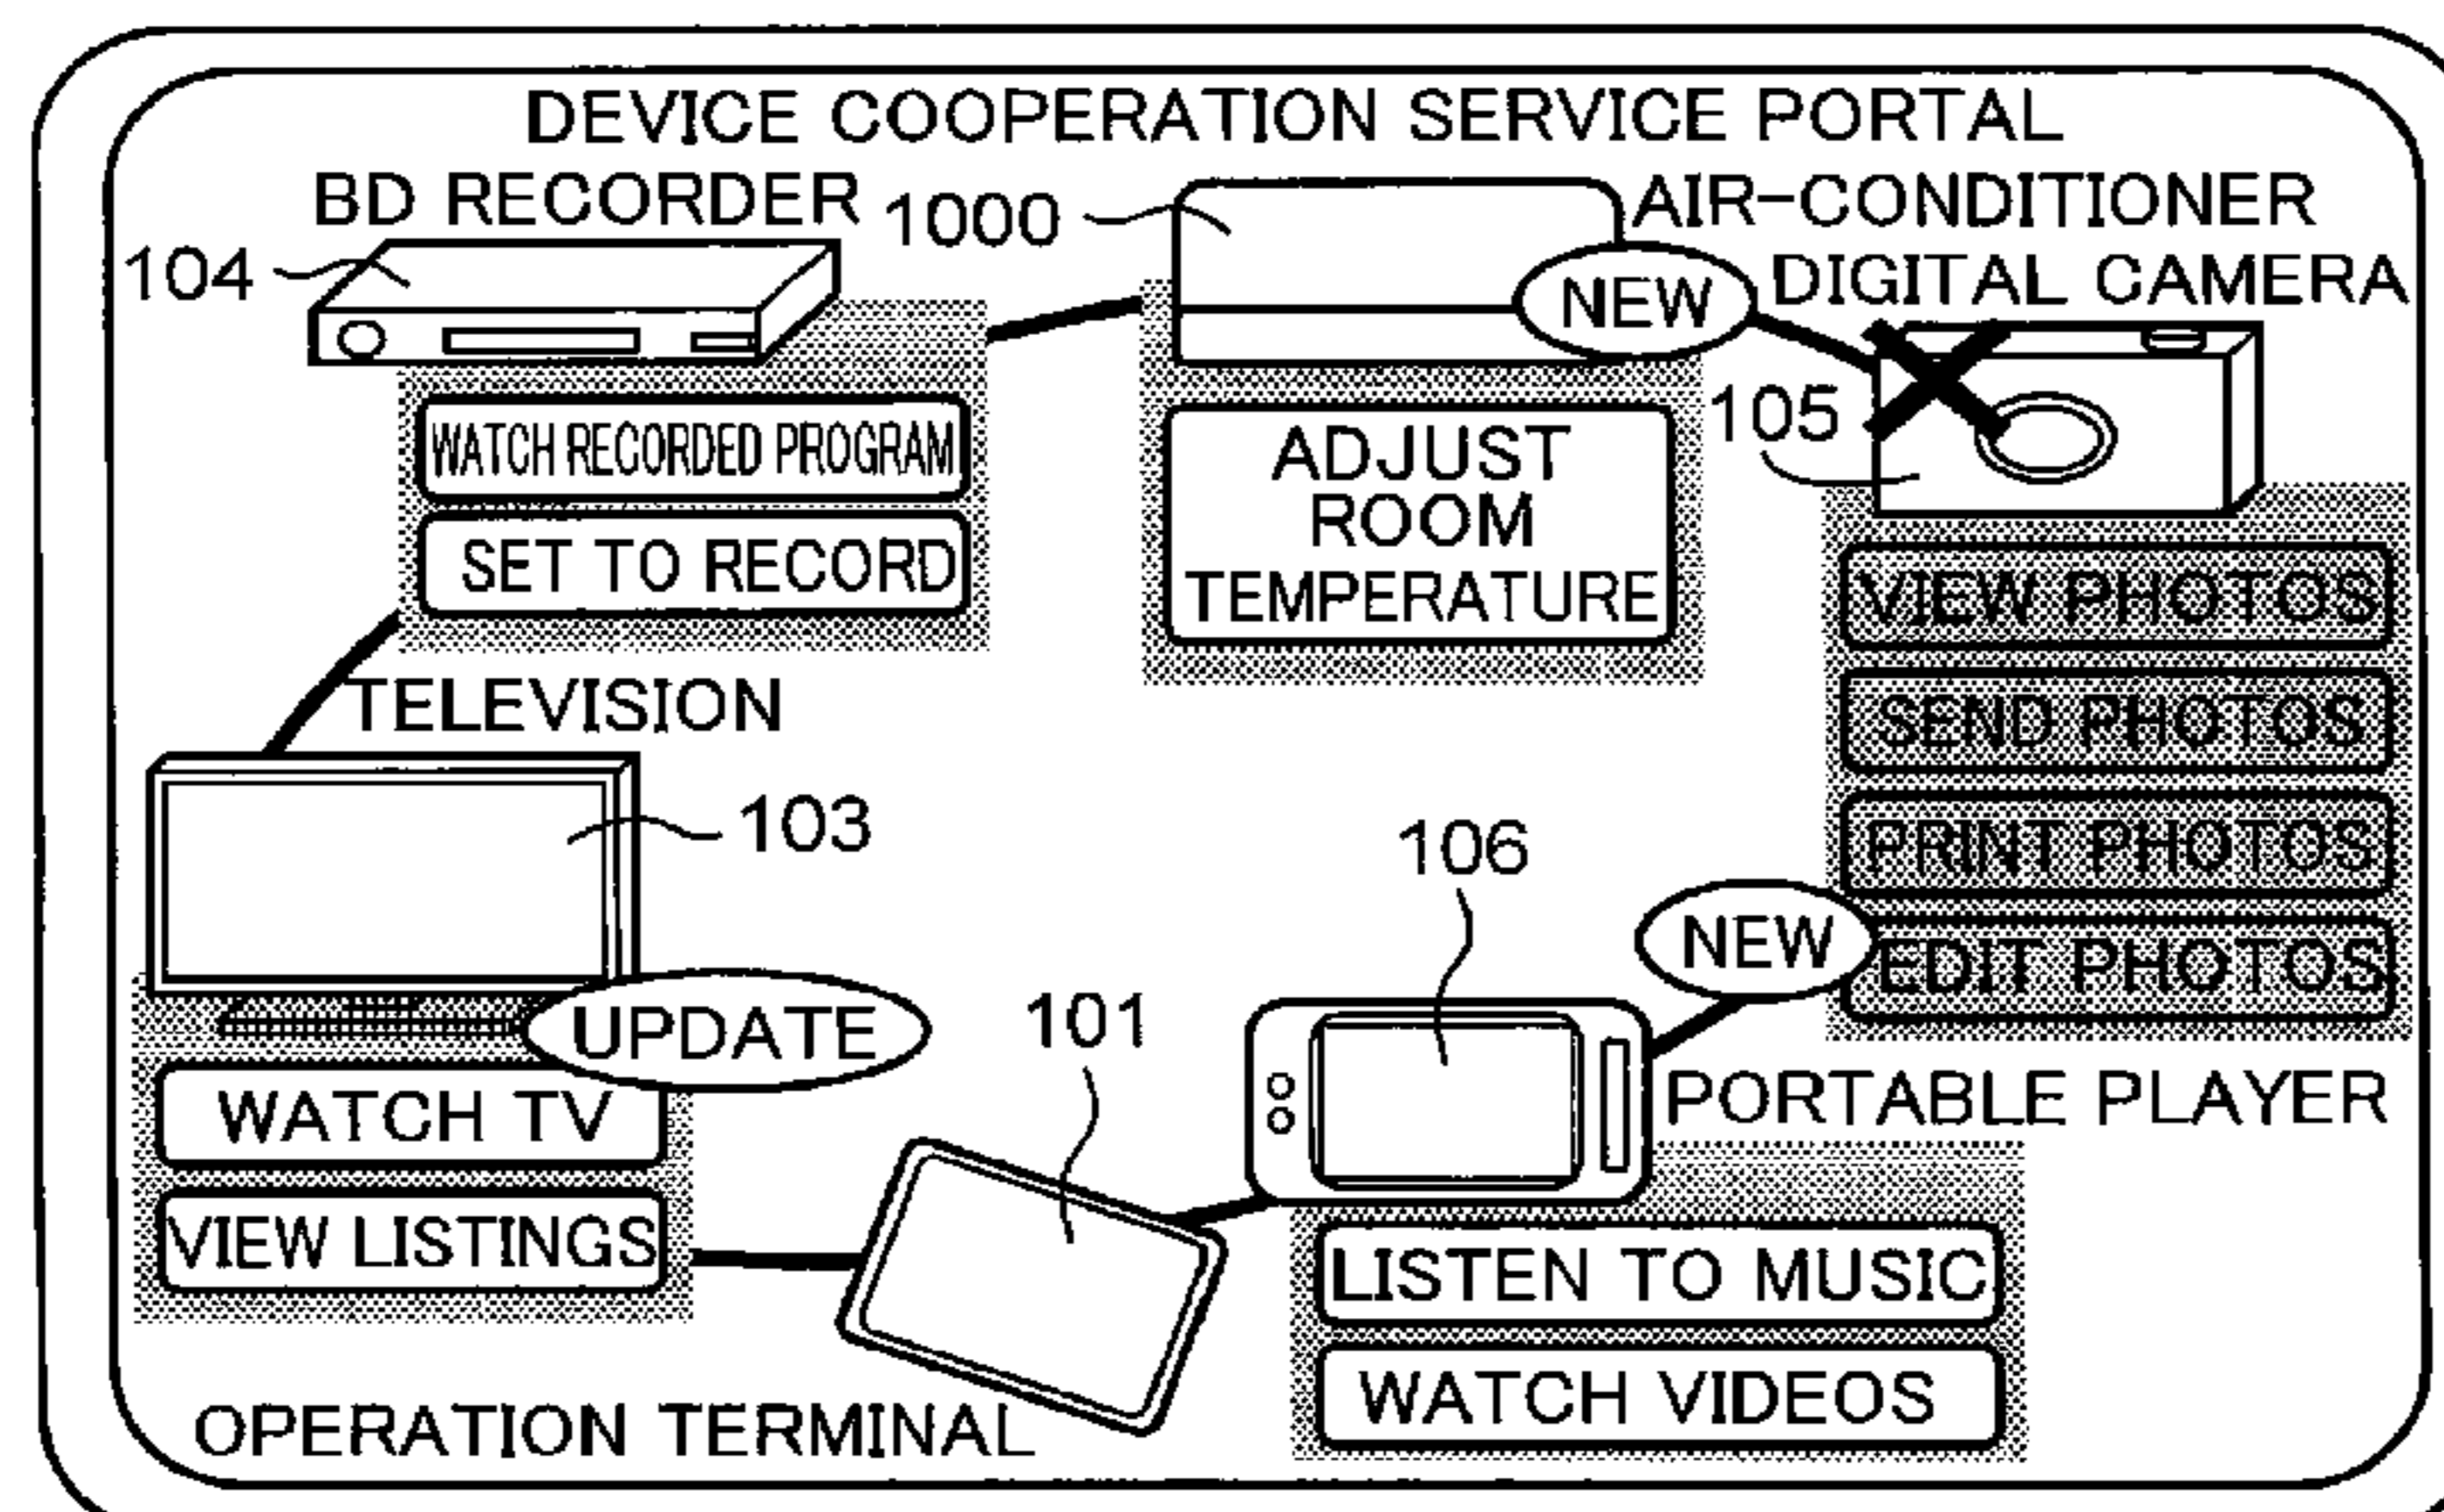 DEVICE COOPERATION SERVICE PORTAL
BD RECORDER
104
1000
AIR-CONDITIONER
NEW
DIGITAL CAMERA
105
WATCH RECORDED PROGRAM
SET TO RECORD
ADJUST
ROOM
TEMPERATURE
VIEW PHOTOS
SEND PHOTOS
PRINT PHOTOS
EDIT PHOTOS
TELEVISION
103
UPDATE
WATCH TV
VIEW LISTINGS
101
106
NEW
PORTABLE PLAYER
LISTEN TO MUSIC
WATCH VIDEOS
OPERATION TERMINAL